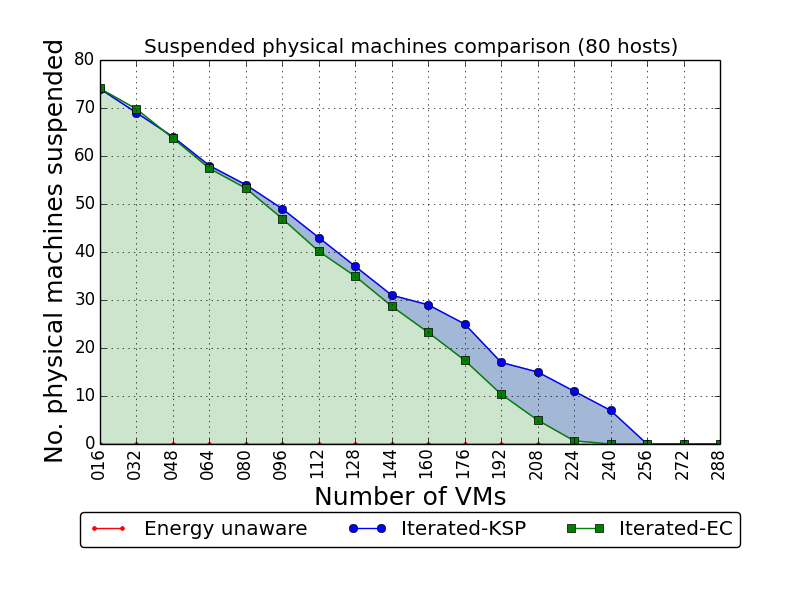 Suspended physical machines comparison (80 hosts)
No. physical machines suspended
80
70
60
50
40
30
20
10
0
016 032 048 064 080 096 112 128 144 160 176 192 208 224 240 256 272 288
Number of VMs
Energy unaware Iterated-KSP Iterated-EC